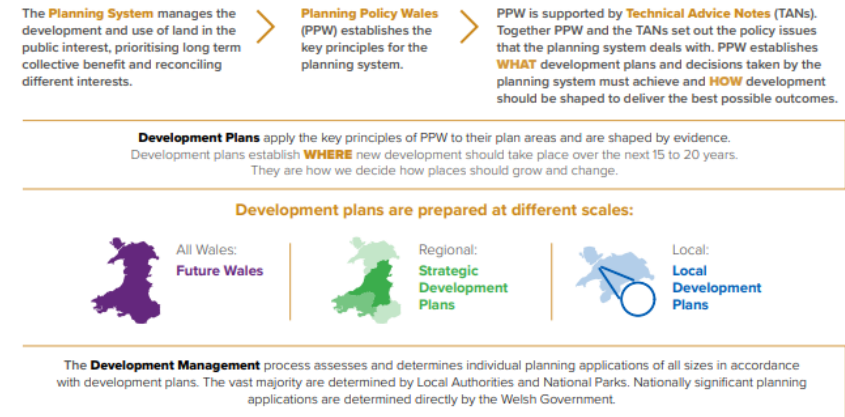 The Planning System manages the
development and use of land in the
public interest, prioritising long term
collective benefit and reconciling
different interests.
Planning Policy Wales
(PPW) establishes the
key principles for the
planning system.
PPW is supported by Technical Advice Notes (TANs).
Together PPW and the TANs set out the policy issues
that the planning system deals with. PPW establishes
WHAT development plans and decisions taken by the
planning system must achieve and HOW development
should be shaped to deliver the best possible outcomes.
Development Plans apply the key principles of PPW to their plan areas and are shaped by evidence.
Development plans establish WHERE new development should take place over the next 15 to 20 years.
They are how we decide how places should grow and change.
Development plans are prepared at different scales:
All Wales:
Future Wales
Regional:
Strategic
Development
Plans
Local:
Local
Development
Plans
The Development Management process assesses and determines individual planning applications of all sizes in accordance
with development plans. The vast majority are determined by Local Authorities and National Parks. Nationally significant planning
applications are determined directly by the Welsh Government.